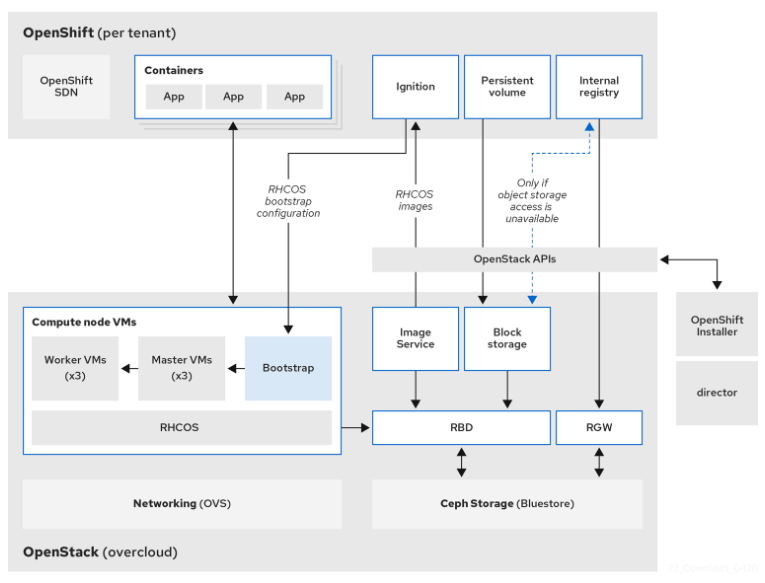 OpenShift (per tenant)
OpenShift
SDN
Containers
App
App
App
Ignition
Persistent
volume
Internal
registry
RHCOS
bootstrap
configuration
RHCOS
images
Only if
object storage
access is
unavailable
OpenStack APIs
Compute node VMs
Worker VMs
(x3)
Master VMs
(x3)
Bootstrap
RHCOS
Image
Service
Block
storage
RBD
RGW
OpenShift
Installer
director
Networking (OVS)
Ceph Storage (Bluestore)
OpenStack (overcloud)